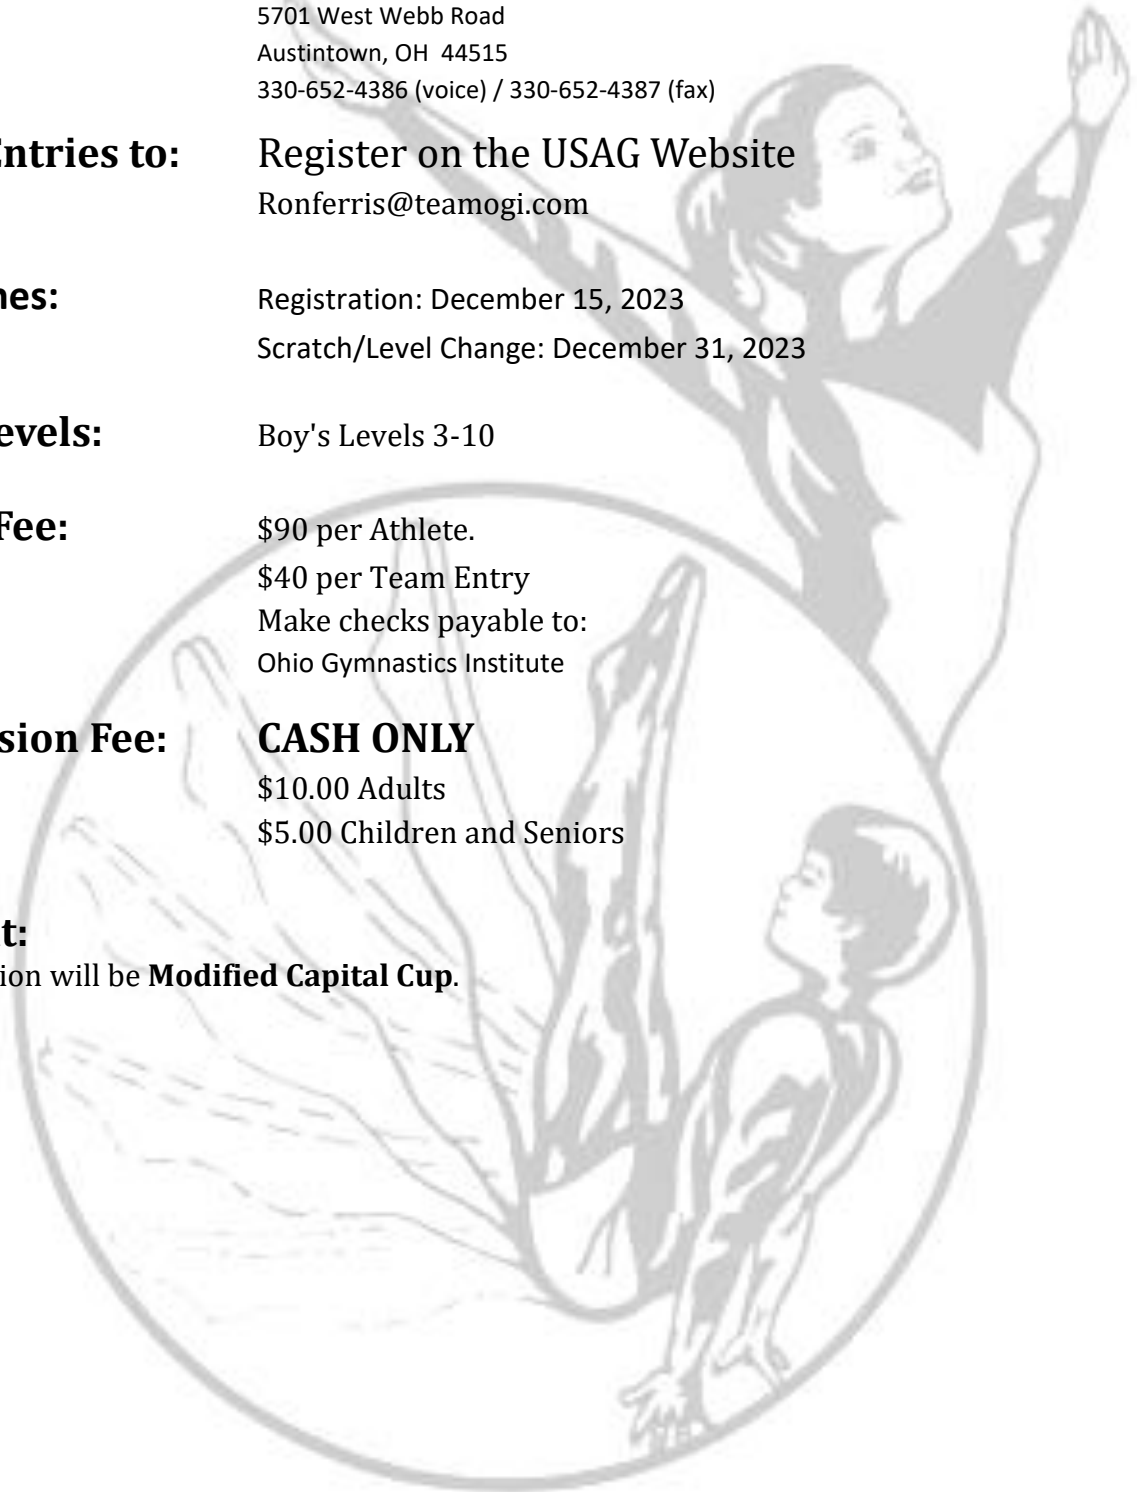 5701 West Webb Road
Austintown, OH 44515
330-652-4386 (voice) / 330-652-4387 (fax)
Entries to: Register on the USAG Website
Ronferris@teamogi.com
nes: Registration: December 15, 2023
Scratch/Level Change: December 31, 2023
evels: Boy's Levels 3-10
Fee: $90 per Athlete.
$40 per Team Entry
Make checks payable to:
Ohio Gymnastics Institute
sion Fee: CASH ONLY
$10.00 Adults
$5.00 Children and Seniors
t:
tion will be Modified Capital Cup.